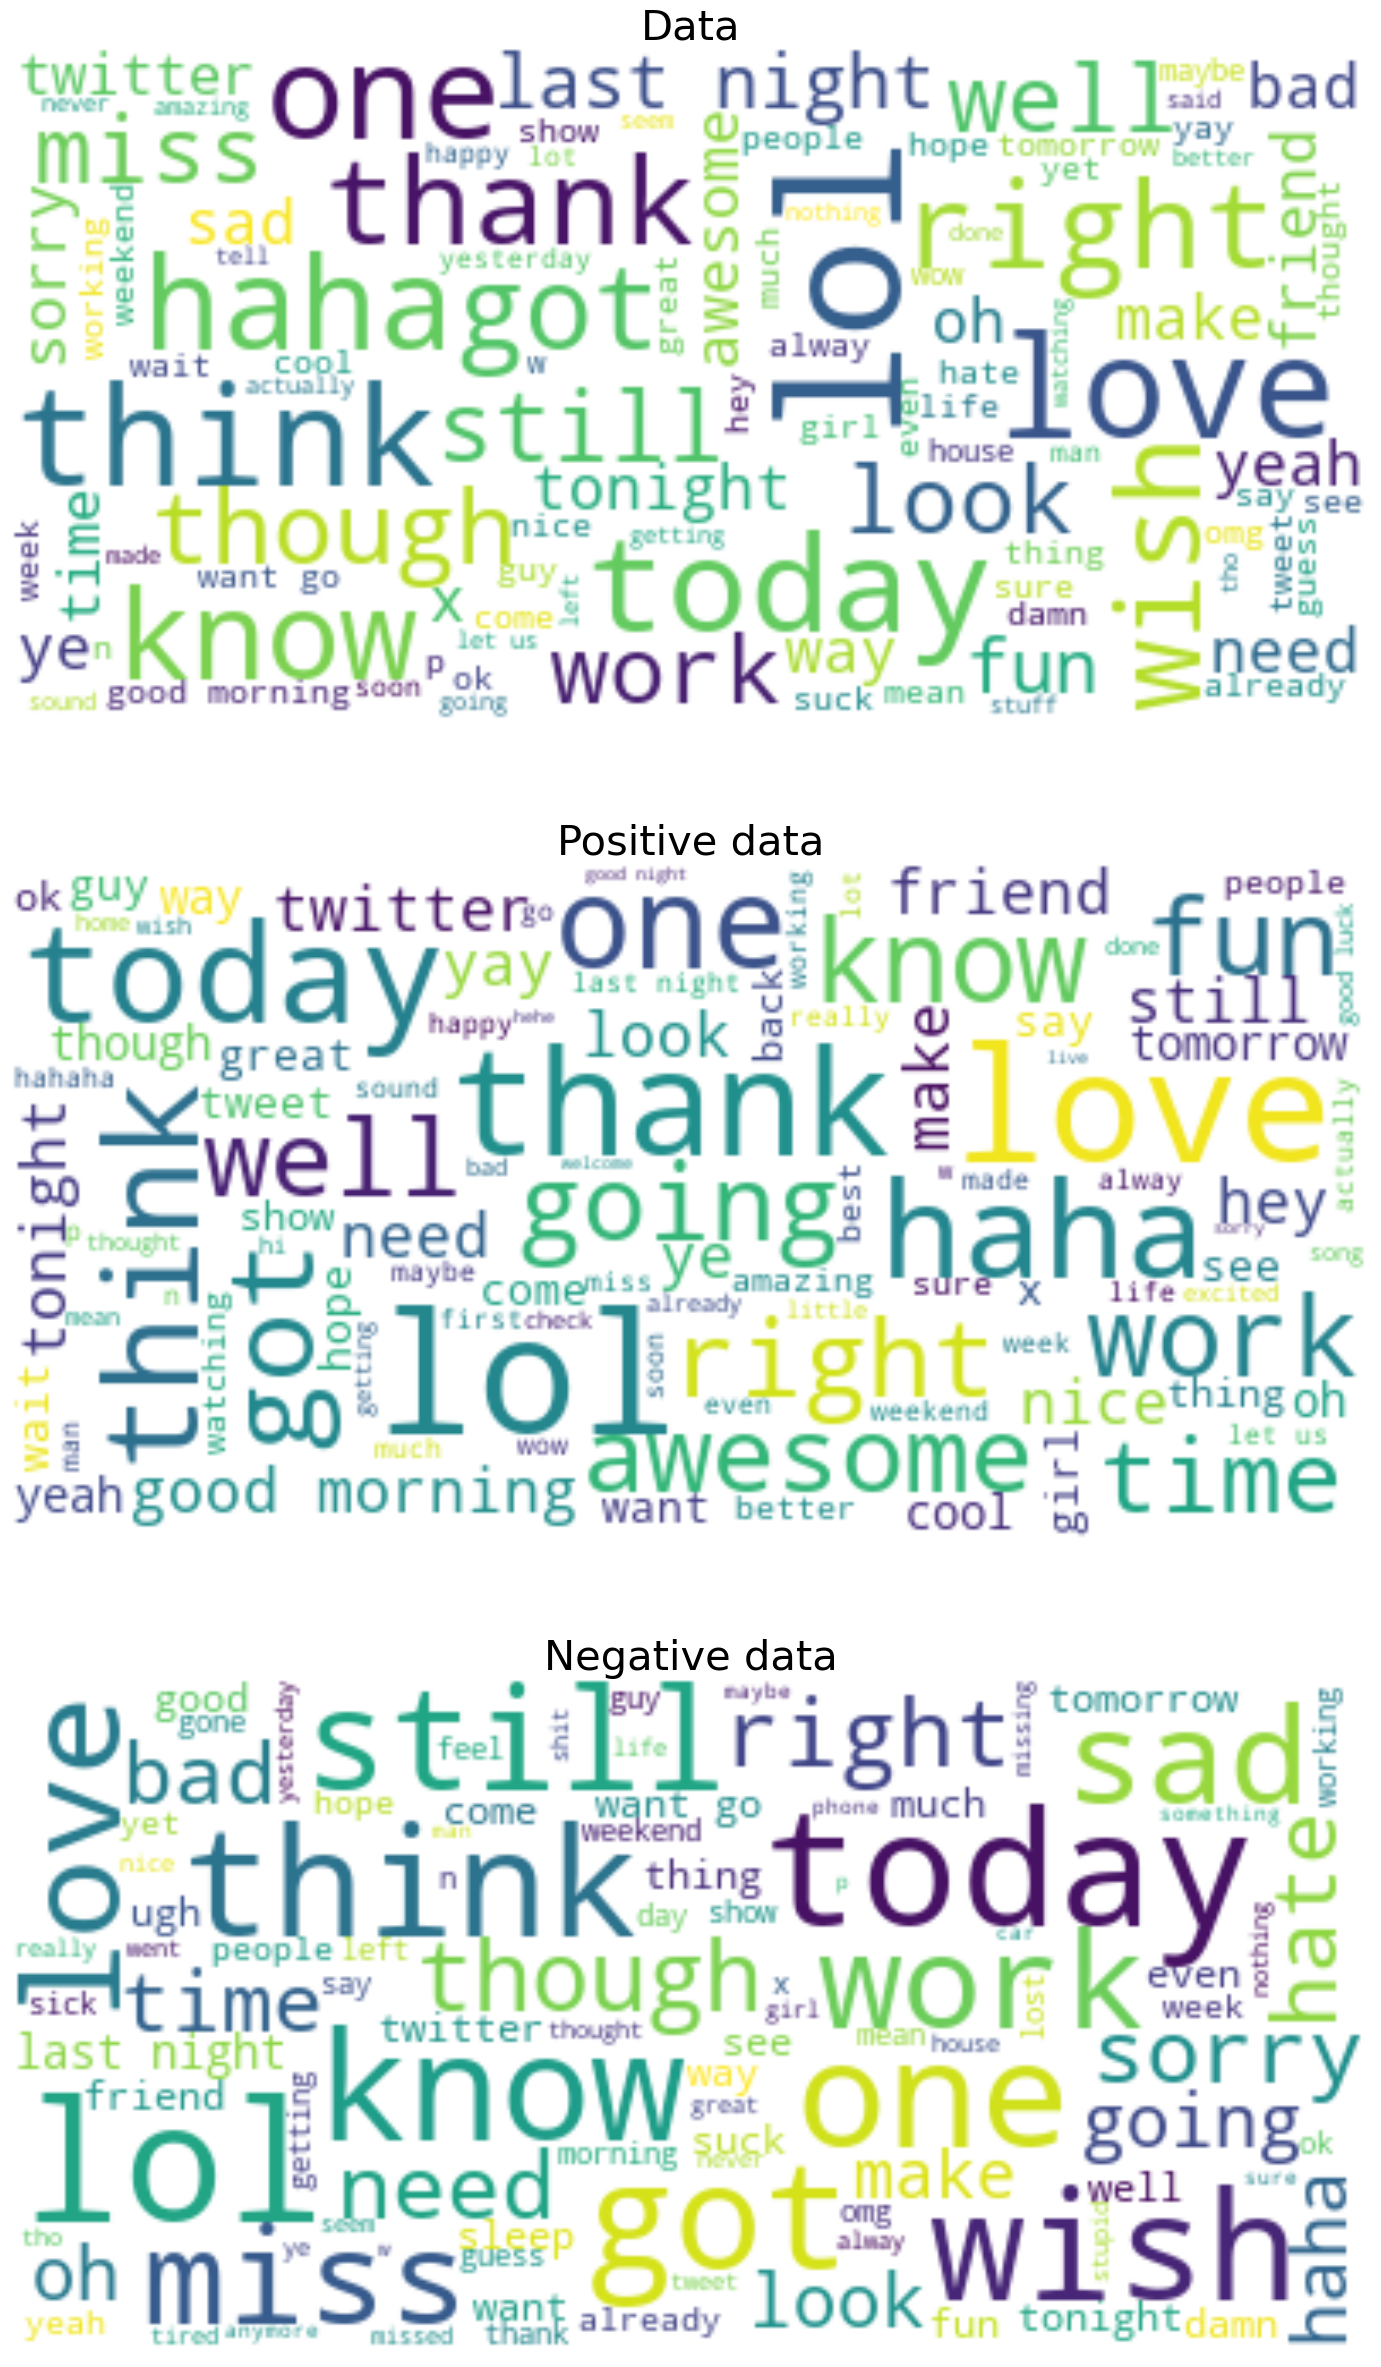 Data
twitter
one
last night
well
maybe
bad
never
amazing
show
seem
said
miss
happy
lot
awesome
people
hope
tomorrow
yay
better
thank
yet
lol
right
friend
thought
sorry
working
weekend
sad
tell
yesterday
great
much
nothing
done
wow
haha
got
oh
make
watching
wait
cool
actually
w
alway
hate
love
think
still
hey
girl
even
life
house
man
wish
yeah
say
see
tonight
look
week
time
made
though
nice
getting
today
thing
omg
tho
tweet
guess
want go
guy
sure
know
x
come
left
damn
ye
n
let us
p
ok
work
way
fun
need
already
sound
good morning
soon
going
suck
mean
stuff
Positive data
ok
guy
way
twitter
go
good night
one
working
lot
friend
people
home
wish
today
yay
know
done
fun
good luck
last night
back
still
happy
hehe
look
really
make
say
tomorrow
though
great
live
hahaha
sound
thank
love
tonight
think
tweet
well
bad
welcome
actually
going
best
w
made
alway
hey
sorry
haha
p
thought
show
hi
need
ye
song
got
hope
maybe
come
miss
amazing
sure
x
see
life
excited
mean
n
watching
getting
lol
first
check
already
soon
little
right
week
work
wait
man
even
weekend
nice
thing
oh
much
wow
awesome
girl
let us
time
yeah
good morning
want
better
cool
Negative data
love
good
gone
yesterday
still
shit
guy
maybe
right
missing
tomorrow
sad
working
bad
feel
life
hope
come
want go
phone
much
something
yet
man
weekend
today
hate
nice
think
n
thing
p
ugh
day
show
really
went
people
left
car
nothing
sick
time
say
though
x
girl
work
lost
even
week
last night
twitter
thought
see
mean
house
sorry
friend
know
way
great
one
going
lol
getting
need
morning
suck
never
ok
make
well
sure
tho
seem
sleep
got
omg
wish
haha
oh
miss
ye
w
guess
alway
stupid
tweet
look
yeah
tired
anymore
missed
want
thank
already
fun
tonight
damn